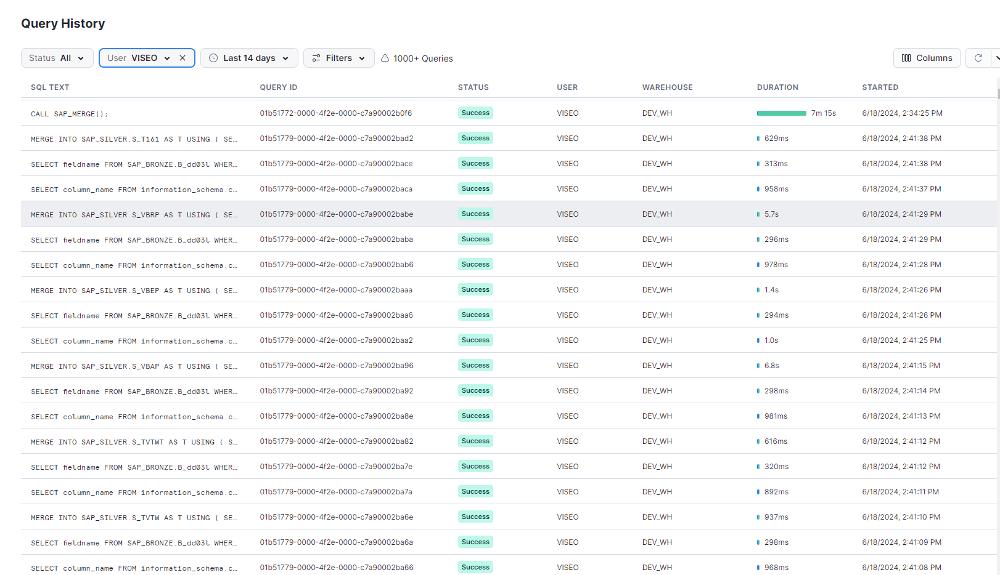 Query History
Status All User VISEO Last 14 days Filters 1000+ Queries Columns
SQL TEXT QUERY ID STATUS USER WAREHOUSE DURATION STARTED
CALL SAP_MERGE(); 01b51772-0000-4f2e-0000-c7a90002b0f6 Success VISEO DEV_WH 7m 15s 6/18/2024, 2:34:25 PM
MERGE INTO SAP_SILVER.S_T161 AS T USING ( SE… 01b51779-0000-4f2e-0000-c7a90002bad2 Success VISEO DEV_WH 629ms 6/18/2024, 2:41:38 PM
SELECT fieldname FROM SAP_BRONZE.B_dd03l WHER… 01b51779-0000-4f2e-0000-c7a90002bace Success VISEO DEV_WH 313ms 6/18/2024, 2:41:38 PM
SELECT column_name FROM information_schema.c… 01b51779-0000-4f2e-0000-c7a90002baca Success VISEO DEV_WH 958ms 6/18/2024, 2:41:37 PM
MERGE INTO SAP_SILVER.S_VBRP AS T USING ( SE… 01b51779-0000-4f2e-0000-c7a90002babe Success VISEO DEV_WH 5.7s 6/18/2024, 2:41:29 PM
SELECT fieldname FROM SAP_BRONZE.B_dd03l WHER… 01b51779-0000-4f2e-0000-c7a90002baba Success VISEO DEV_WH 296ms 6/18/2024, 2:41:29 PM
SELECT column_name FROM information_schema.c… 01b51779-0000-4f2e-0000-c7a90002bab6 Success VISEO DEV_WH 978ms 6/18/2024, 2:41:28 PM
MERGE INTO SAP_SILVER.S_VBEP AS T USING ( SE… 01b51779-0000-4f2e-0000-c7a90002baaa Success VISEO DEV_WH 1.4s 6/18/2024, 2:41:26 PM
SELECT fieldname FROM SAP_BRONZE.B_dd03l WHER… 01b51779-0000-4f2e-0000-c7a90002baa6 Success VISEO DEV_WH 294ms 6/18/2024, 2:41:26 PM
SELECT column_name FROM information_schema.c… 01b51779-0000-4f2e-0000-c7a90002baa2 Success VISEO DEV_WH 1.0s 6/18/2024, 2:41:25 PM
MERGE INTO SAP_SILVER.S_VBAP AS T USING ( SE… 01b51779-0000-4f2e-0000-c7a90002ba96 Success VISEO DEV_WH 6.8s 6/18/2024, 2:41:15 PM
SELECT fieldname FROM SAP_BRONZE.B_dd03l WHER… 01b51779-0000-4f2e-0000-c7a90002ba92 Success VISEO DEV_WH 298ms 6/18/2024, 2:41:14 PM
SELECT column_name FROM information_schema.c… 01b51779-0000-4f2e-0000-c7a90002ba8e Success VISEO DEV_WH 981ms 6/18/2024, 2:41:13 PM
MERGE INTO SAP_SILVER.S_TVTWT AS T USING ( S… 01b51779-0000-4f2e-0000-c7a90002ba82 Success VISEO DEV_WH 616ms 6/18/2024, 2:41:12 PM
SELECT fieldname FROM SAP_BRONZE.B_dd03l WHER… 01b51779-0000-4f2e-0000-c7a90002ba7e Success VISEO DEV_WH 320ms 6/18/2024, 2:41:12 PM
SELECT column_name FROM information_schema.c… 01b51779-0000-4f2e-0000-c7a90002ba7a Success VISEO DEV_WH 892ms 6/18/2024, 2:41:11 PM
MERGE INTO SAP_SILVER.S_TVTW AS T USING ( SE… 01b51779-0000-4f2e-0000-c7a90002ba6e Success VISEO DEV_WH 937ms 6/18/2024, 2:41:10 PM
SELECT fieldname FROM SAP_BRONZE.B_dd03l WHER… 01b51779-0000-4f2e-0000-c7a90002ba6a Success VISEO DEV_WH 298ms 6/18/2024, 2:41:09 PM
SELECT column_name FROM information_schema.c… 01b51779-0000-4f2e-0000-c7a90002ba66 Success VISEO DEV_WH 968ms 6/18/2024, 2:41:08 PM